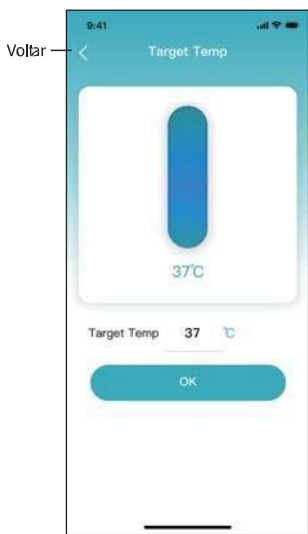 9:41
Voltar
Target Temp
37°C
Target Temp 37 °C
OK